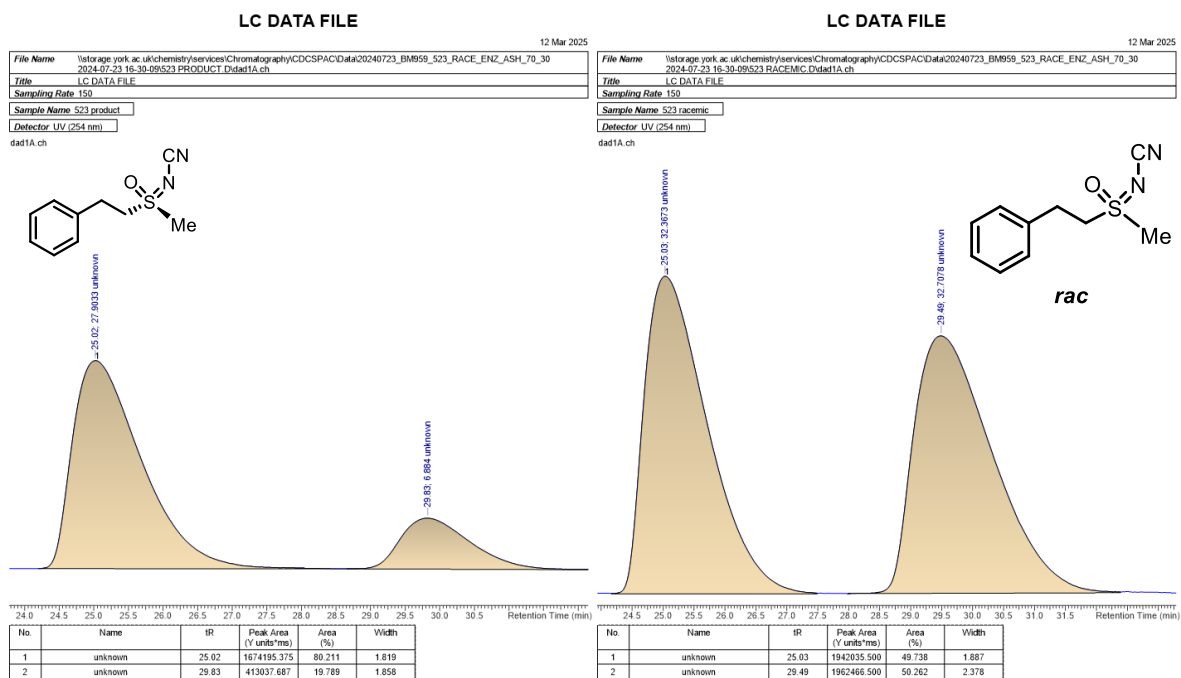 LC DATA FILE
12 Mar 2025
File Name \\storage.york.ac.uk\chemistry\services\Chromatography\CDCSPAC\Data\20240723_BM959_523_RACE_ENZ_ASH_70_30
2024-07-23 16-30-09\523 PRODUCT.D\dad1A.ch
Title LC DATA FILE
Sampling Rate 150
Sample Name 523 product
Detector UV (254 nm)
dad1A.ch
CN
O
N
S
Me
25.02; 27.9033 unknown
29.83; 6.884 unknown
24.0 24.5 25.0 25.5 26.0 26.5 27.0 27.5 28.0 28.5 29.0 29.5 30.0 30.5 Retention Time (min)
No. Name tR Peak Area (Y units*ms) Area (%) Width
1 unknown 25.02 1674195.375 80.211 1.819
2 unknown 29.83 413037.687 19.789 1.858
LC DATA FILE
12 Mar 2025
File Name \\storage.york.ac.uk\chemistry\services\Chromatography\CDCSPAC\Data\20240723_BM959_523_RACE_ENZ_ASH_70_30
2024-07-23 16-30-09\523 RACEMIC.D\dad1A.ch
Title LC DATA FILE
Sampling Rate 150
Sample Name 523 racemic
Detector UV (254 nm)
dad1A.ch
CN
O
N
S
Me
rac
25.03; 32.3673 unknown
29.49; 32.7078 unknown
24.5 25.0 25.5 26.0 26.5 27.0 27.5 28.0 28.5 29.0 29.5 30.0 30.5 31.0 31.5 Retention Time (min)
No. Name tR Peak Area (Y units*ms) Area (%) Width
1 unknown 25.03 1942035.500 49.738 1.887
2 unknown 29.49 1962466.500 50.262 2.378